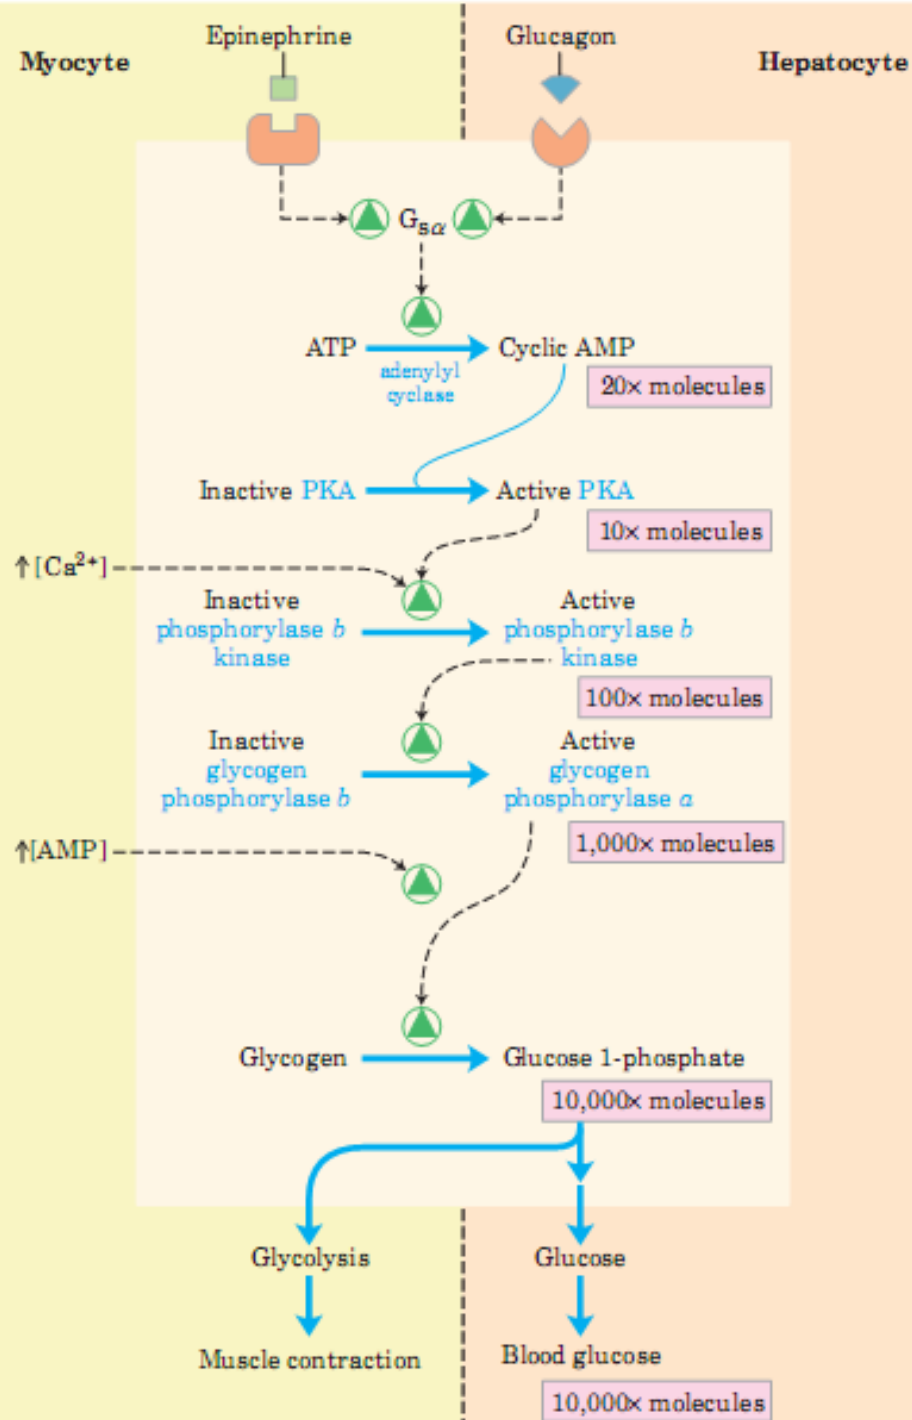 Epinephrine
Glucagon
Myocyte
Hepatocyte
Gsα
ATP
Cyclic AMP
adenylyl
cyclase
20× molecules
Inactive PKA
Active PKA
10× molecules
↑[Ca²⁺]
Inactive
phosphorylase b
kinase
Active
phosphorylase b
kinase
100× molecules
Inactive
glycogen
phosphorylase b
Active
glycogen
phosphorylase a
1,000× molecules
↑[AMP]
Glycogen
Glucose 1-phosphate
10,000× molecules
Glycolysis
Glucose
Muscle contraction
Blood glucose
10,000× molecules